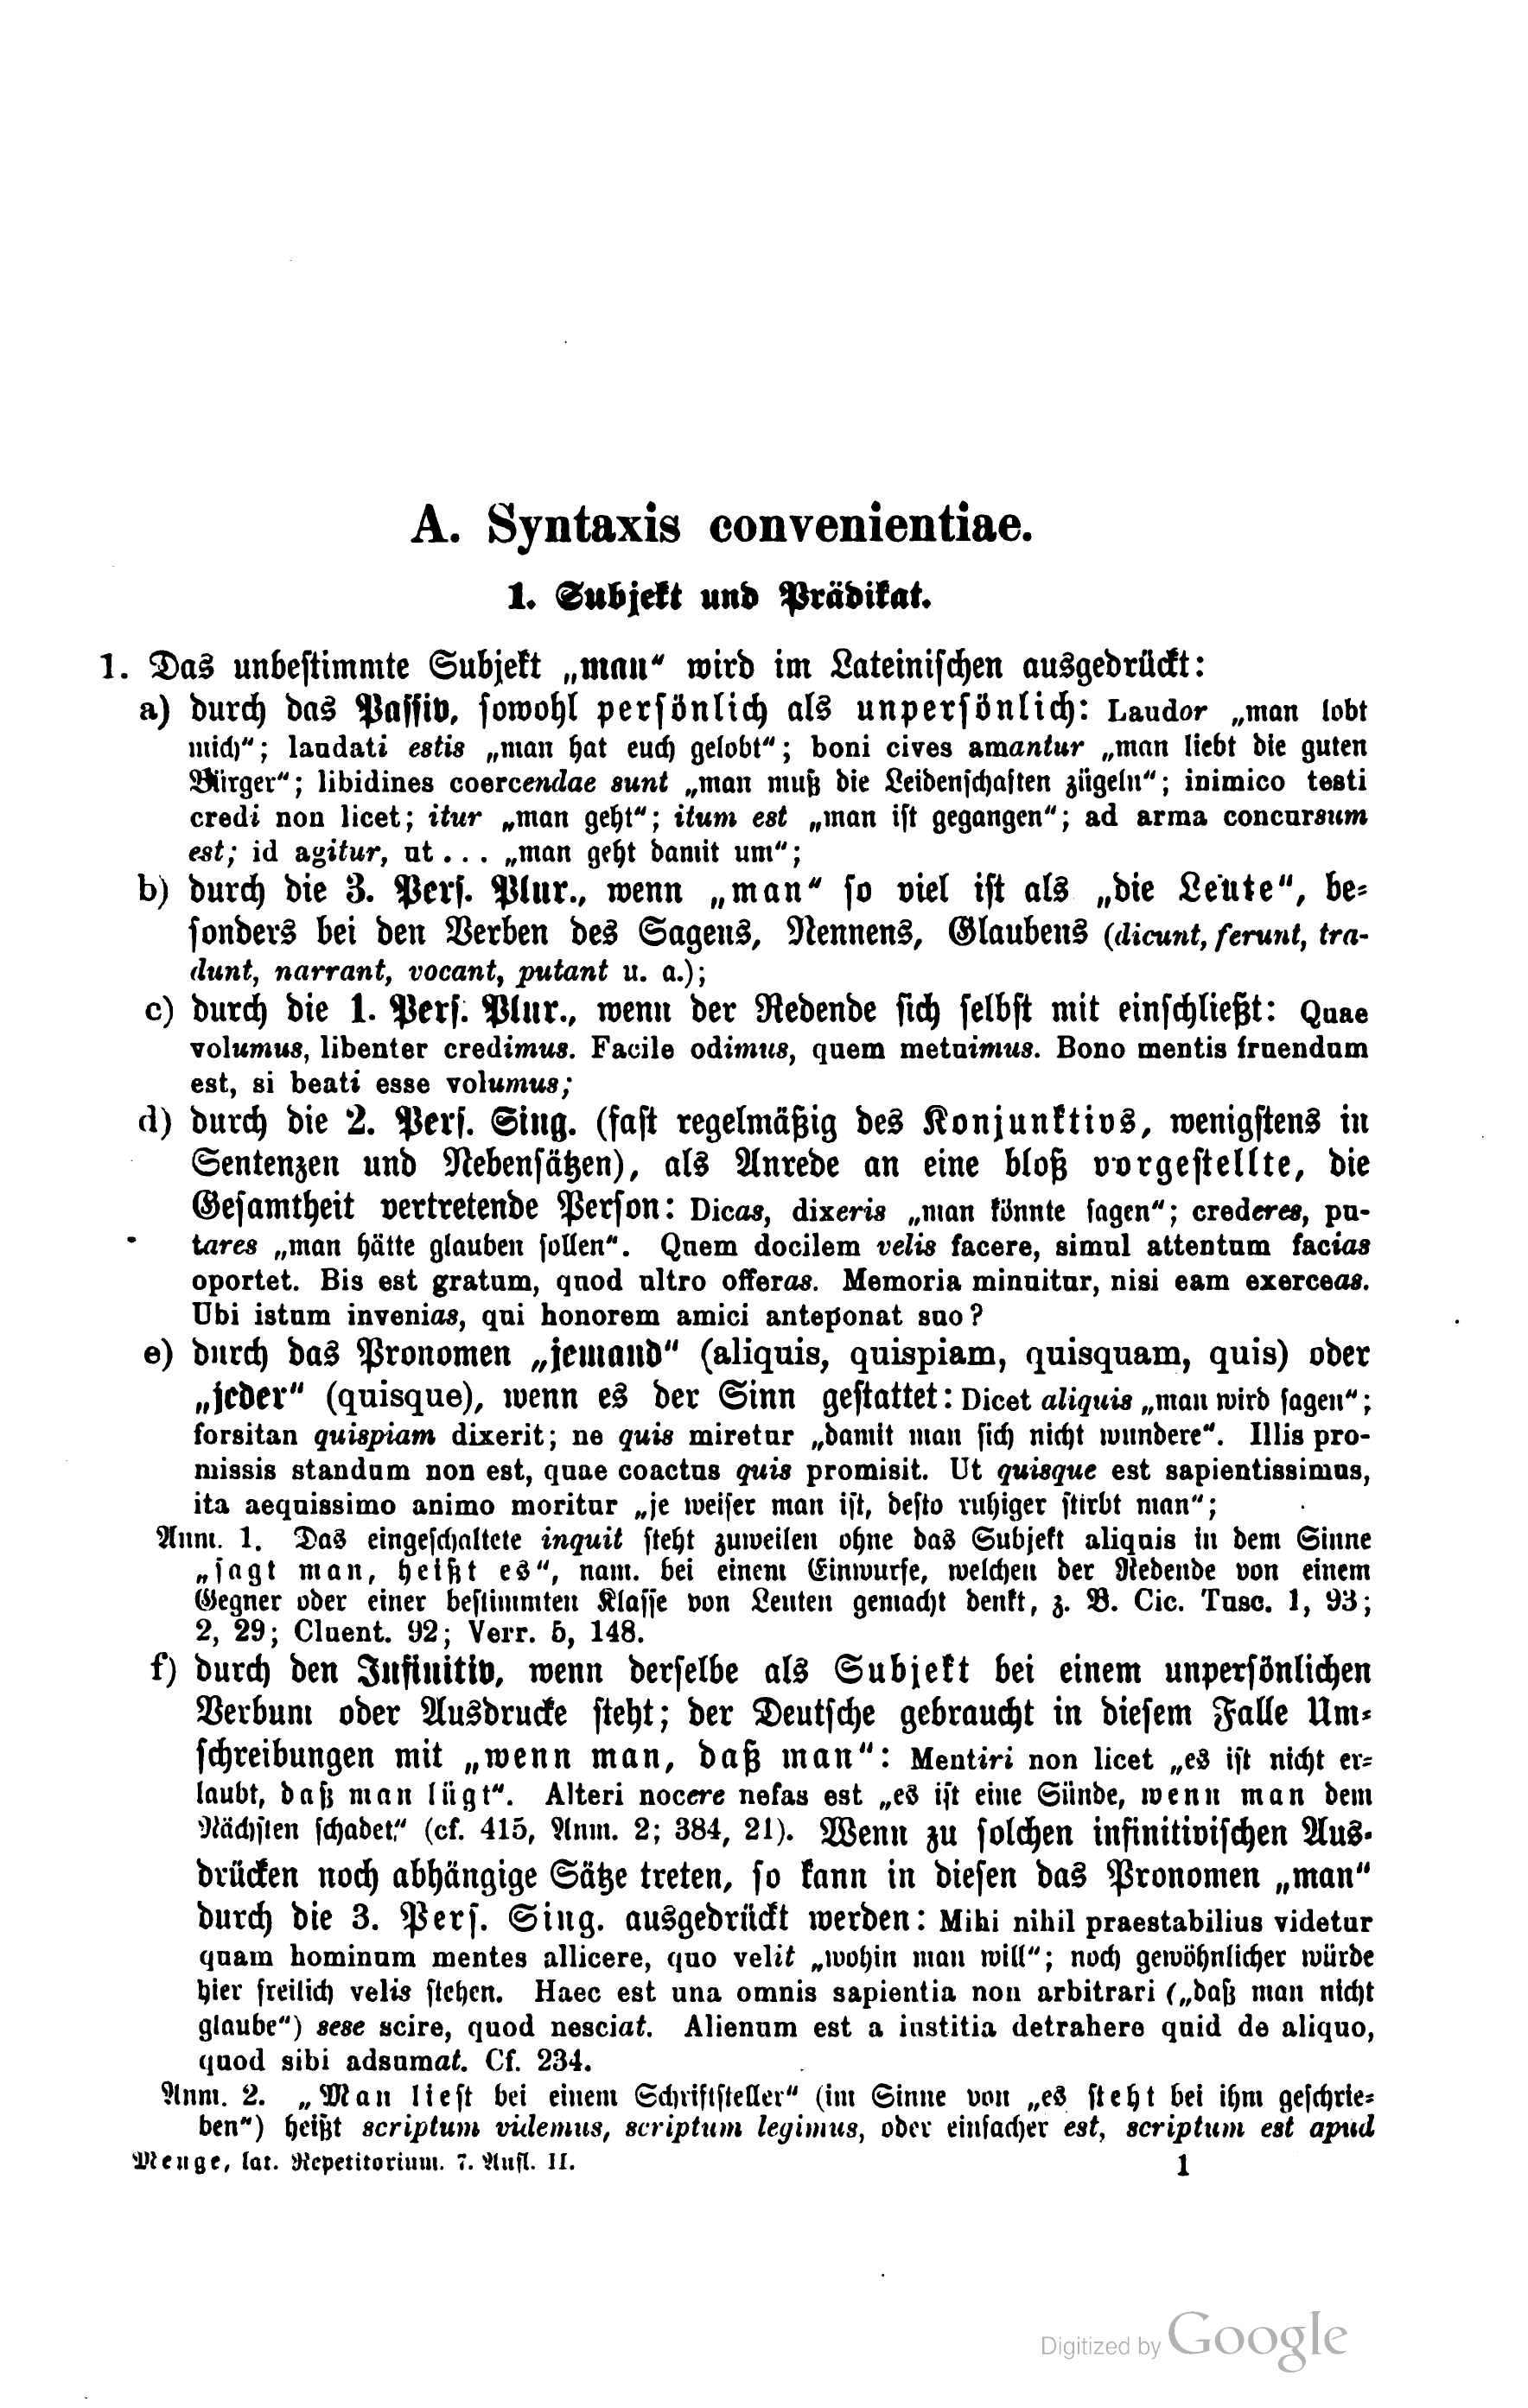 A. Syntaxis convenientiae.
1. Subjekt und Prädikat.
1. Das unbestimmte Subjekt „man“ wird im Lateinischen ausgedrückt:
a) durch das Passiv, sowohl persönlich als unpersönlich: Laudor „man lobt
mich“; laudati estis „man hat euch gelobt“; boni cives amantur „man liebt die guten
Bürger“; libidines coercendae sunt „man muß die Leidenschaften zügeln“; inimico testi
credi non licet; itur „man geht“; itum est „man ist gegangen“; ad arma concursum
est; id agitur, ut ... „man geht damit um“;
b) durch die 3. Pers. Plur., wenn „man“ so viel ist als „die Leute“, be-
sonders bei den Verben des Sagens, Nennens, Glaubens (dicunt, ferunt, tra-
dunt, narrant, vocant, putant u. a.);
c) durch die 1. Pers. Plur., wenn der Redende sich selbst mit einschließt: Quae
volumus, libenter credimus. Facile odimus, quem metuimus. Bono mentis fruendum
est, si beati esse volumus;
d) durch die 2. Pers. Sing. (fast regelmäßig des Konjunktivs, wenigstens in
Sentenzen und Nebensätzen), als Anrede an eine bloß vorgestellte, die
Gesamtheit vertretende Person: Dicas, dixeris „man könnte sagen“; crederes, pu-
tares „man hätte glauben sollen“. Quem docilem velis facere, simul attentum facias
oportet. Bis est gratum, quod ultro offeras. Memoria minuitur, nisi eam exerceas.
Ubi istum invenias, qui honorem amici anteponat suo?
e) durch das Pronomen „jemand“ (aliquis, quispiam, quisquam, quis) oder
„jeder“ (quisque), wenn es der Sinn gestattet: Dicet aliquis „man wird sagen“;
forsitan quispiam dixerit; ne quis miretur „damit man sich nicht wundere“. Illis pro-
missis standum non est, quae coactus quis promisit. Ut quisque est sapientissimus,
ita aequissimo animo moritur „je weiser man ist, desto ruhiger stirbt man“;
Anm. 1. Das eingeschaltete inquit steht zuweilen ohne das Subjekt aliquis in dem Sinne
„sagt man, heißt es“, nam. bei einem Einwurfe, welchen der Redende von einem
Gegner oder einer bestimmten Klasse von Leuten gemacht denkt, z. B. Cic. Tusc. 1, 93;
2, 29; Cluent. 92; Verr. 5, 148.
f) durch den Infinitiv, wenn derselbe als Subjekt bei einem unpersönlichen
Verbum oder Ausdrucke steht; der Deutsche gebraucht in diesem Falle Um-
schreibungen mit „wenn man, daß man“: Mentiri non licet „es ist nicht er-
laubt, daß man lügt“. Alteri nocere nefas est „es ist eine Sünde, wenn man dem
Nächsten schadet“ (cf. 415, Anm. 2; 384, 21). Wenn zu solchen infinitivischen Aus-
drücken noch abhängige Sätze treten, so kann in diesen das Pronomen „man“
durch die 3. Pers. Sing. ausgedrückt werden: Mihi nihil praestabilius videtur
quam hominum mentes allicere, quo velit „wohin man will“; noch gewöhnlicher würde
hier freilich velis stehen. Haec est una omnis sapientia non arbitrari („daß man nicht
glaube“) sese scire, quod nesciat. Alienum est a iustitia detrahere quid de aliquo,
quod sibi adsumat. Cf. 234.
Anm. 2. „Man liest bei einem Schriftsteller“ (im Sinne von „es steht bei ihm geschrie-
ben“) heißt scriptum videmus, scriptum legimus, oder einfacher est, scriptum est apud
Menge, lat. Repetitorium. 7. Aufl. II. 1
Digitized by Google